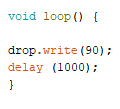 void loop() {
drop.write(90);
delay (1000);
}